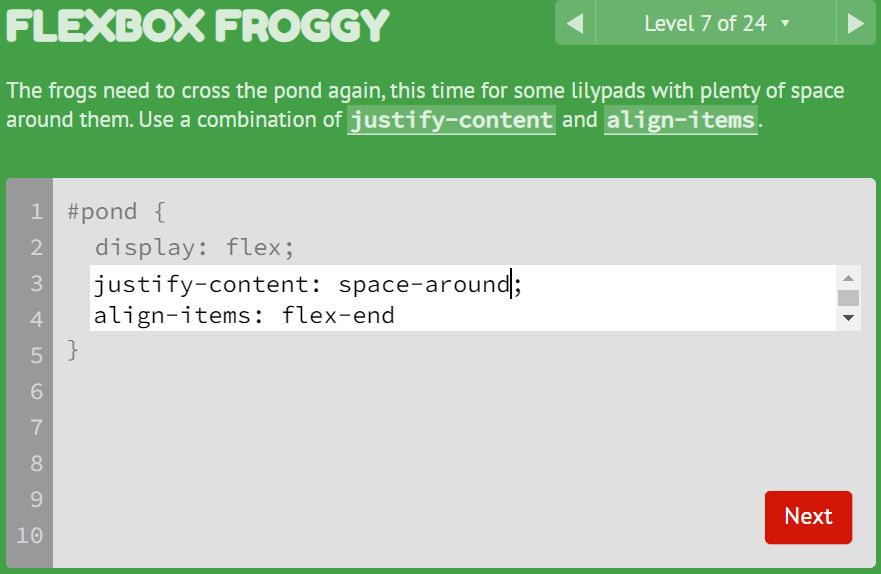 FLEXBOX FROGGY
Level 7 of 24
The frogs need to cross the pond again, this time for some lilypads with plenty of space
around them. Use a combination of justify-content and align-items.
1 #pond {
2 display: flex;
3 justify-content: space-around;
4 align-items: flex-end
5 }
6
7
8
9
10
Next